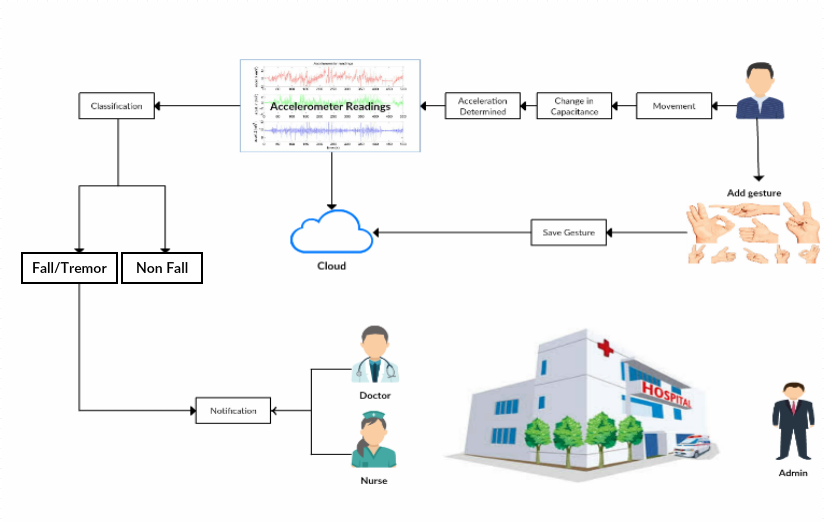 Accelerometer Readings
Classification
Acceleration
Determined
Change in
Capacitance
Movement
Add gesture
Save Gesture
Cloud
Fall/Tremor
Non Fall
HOSPITAL
Doctor
Notification
Nurse
Admin